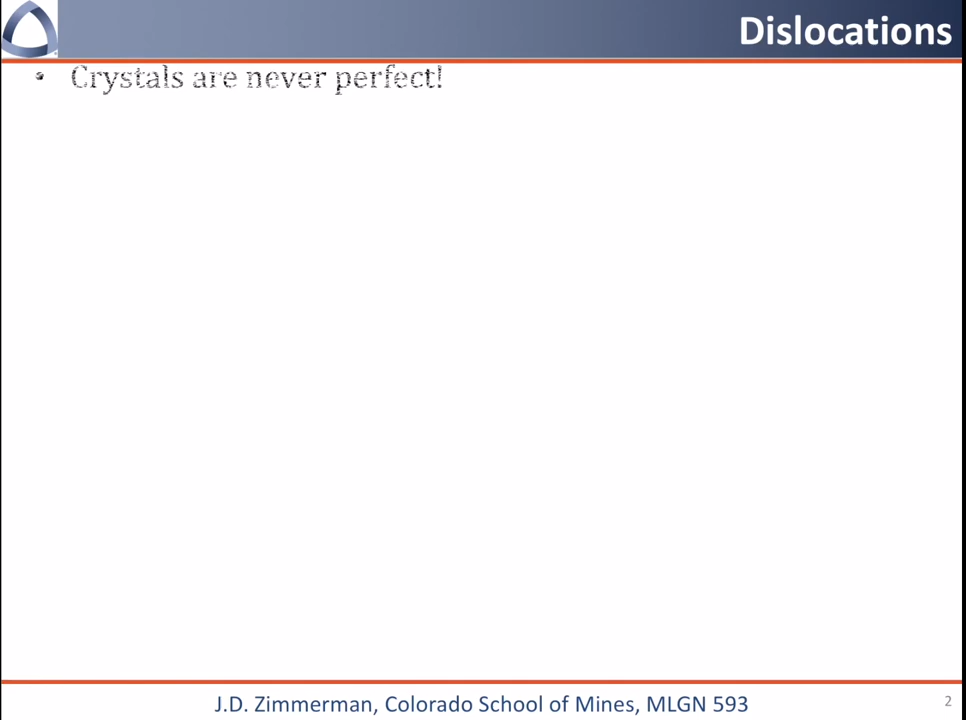 Dislocations
• Crystals are never perfect!
J.D. Zimmerman, Colorado School of Mines, MLGN 593
2